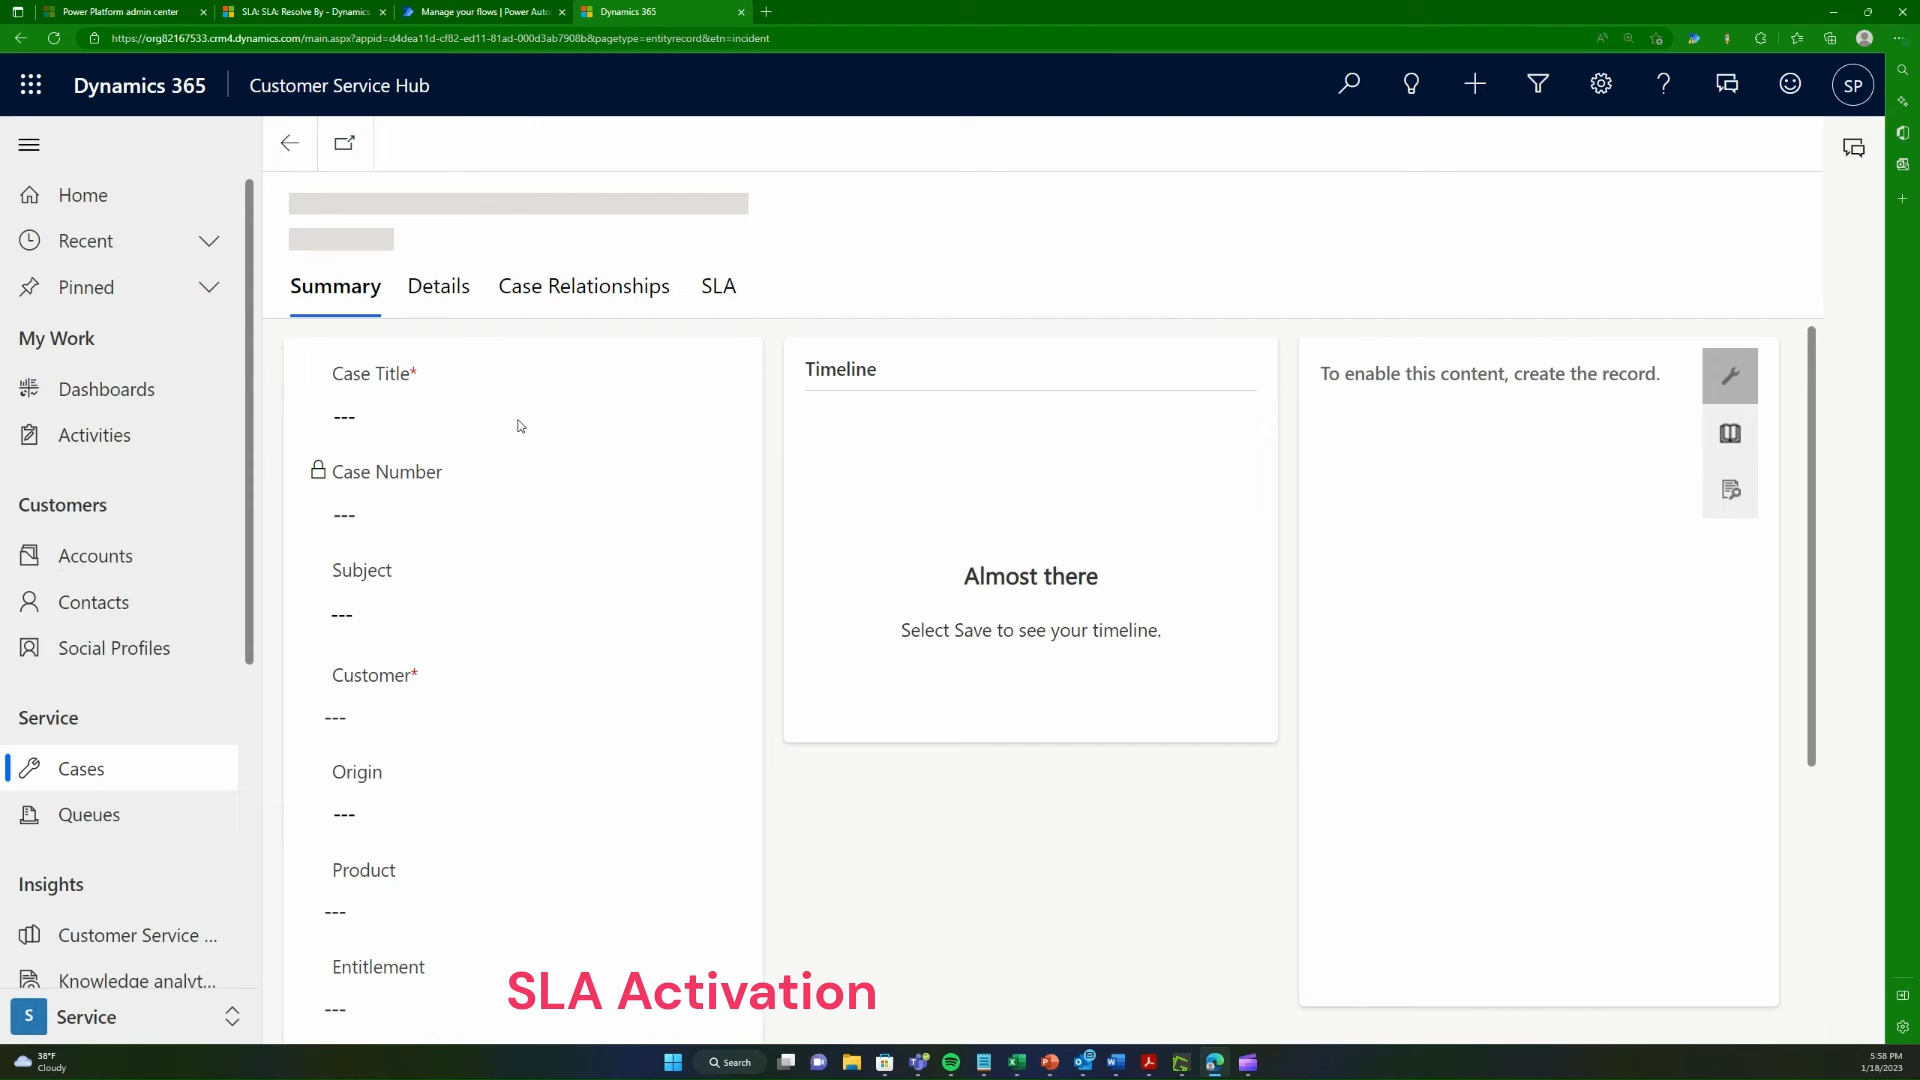 Power Platform admin center
SLA: SLA: Resolve By - Dynamics
Manage your flows | Power Auto
Dynamics 365
https://org82167533.crm4.dynamics.com/main.aspx?appid=d4dea11d-cf82-ed11-81ad-000d3ab7908b&pagetype=entityrecord&etn=incident
Dynamics 365
Customer Service Hub
SP
Home
Recent
Pinned
My Work
Dashboards
Activities
Customers
Accounts
Contacts
Social Profiles
Service
Cases
Queues
Insights
Customer Service ...
Knowledge analyt...
S
Service
Summary
Details
Case Relationships
SLA
Case Title*
---
Case Number
---
Subject
---
Customer*
---
Origin
---
Product
---
Entitlement
---
Timeline
Almost there
Select Save to see your timeline.
To enable this content, create the record.
SLA Activation
38°F
Cloudy
Search
5:58 PM
1/18/2023